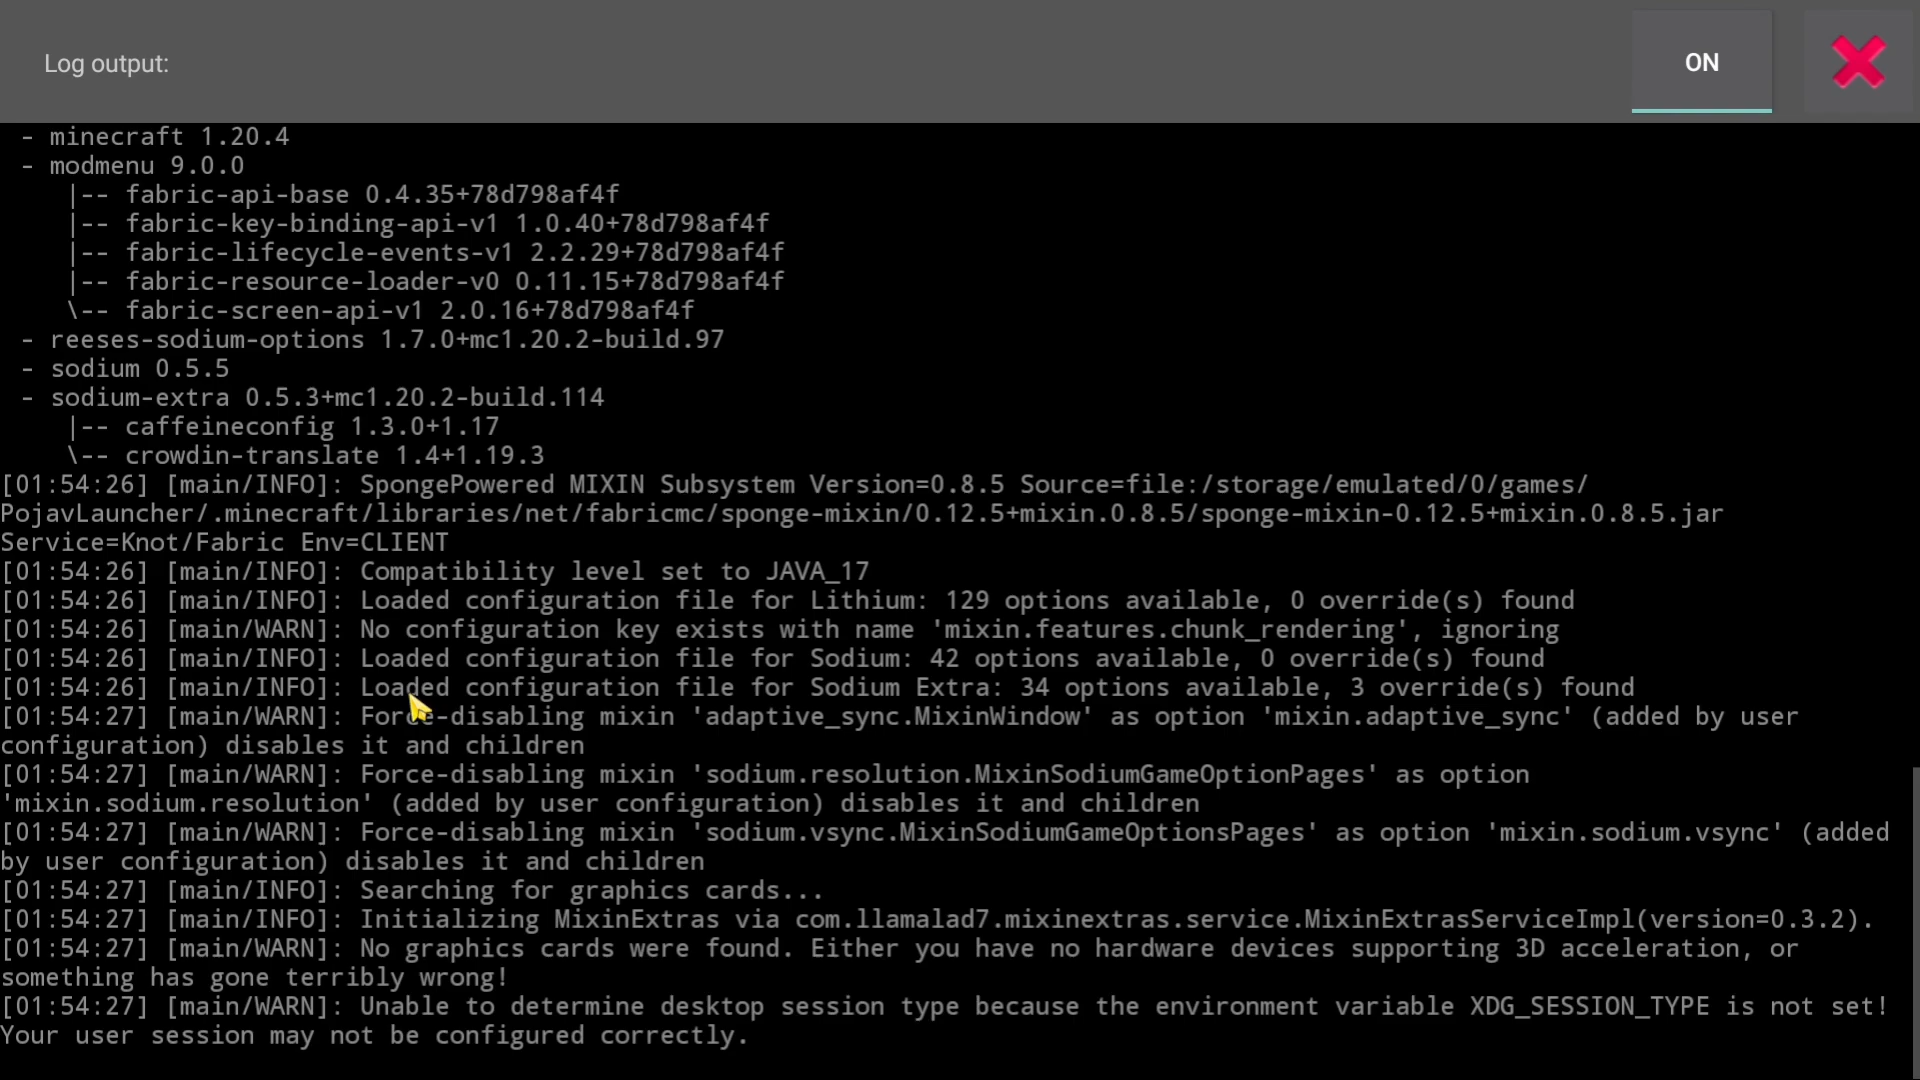 Log output:
ON
- minecraft 1.20.4
- modmenu 9.0.0
|-- fabric-api-base 0.4.35+78d798af4f
|-- fabric-key-binding-api-v1 1.0.40+78d798af4f
|-- fabric-lifecycle-events-v1 2.2.29+78d798af4f
|-- fabric-resource-loader-v0 0.11.15+78d798af4f
\-- fabric-screen-api-v1 2.0.16+78d798af4f
- reeses-sodium-options 1.7.0+mc1.20.2-build.97
- sodium 0.5.5
- sodium-extra 0.5.3+mc1.20.2-build.114
|-- caffeineconfig 1.3.0+1.17
\-- crowdin-translate 1.4+1.19.3
[01:54:26] [main/INFO]: SpongePowered MIXIN Subsystem Version=0.8.5 Source=file:/storage/emulated/0/games/
PojavLauncher/.minecraft/libraries/net/fabricmc/sponge-mixin/0.12.5+mixin.0.8.5/sponge-mixin-0.12.5+mixin.0.8.5.jar
Service=Knot/Fabric Env=CLIENT
[01:54:26] [main/INFO]: Compatibility level set to JAVA_17
[01:54:26] [main/INFO]: Loaded configuration file for Lithium: 129 options available, 0 override(s) found
[01:54:26] [main/WARN]: No configuration key exists with name 'mixin.features.chunk_rendering', ignoring
[01:54:26] [main/INFO]: Loaded configuration file for Sodium: 42 options available, 0 override(s) found
[01:54:26] [main/INFO]: Loaded configuration file for Sodium Extra: 34 options available, 3 override(s) found
[01:54:27] [main/WARN]: Force-disabling mixin 'adaptive_sync.MixinWindow' as option 'mixin.adaptive_sync' (added by user
configuration) disables it and children
[01:54:27] [main/WARN]: Force-disabling mixin 'sodium.resolution.MixinSodiumGameOptionPages' as option
'mixin.sodium.resolution' (added by user configuration) disables it and children
[01:54:27] [main/WARN]: Force-disabling mixin 'sodium.vsync.MixinSodiumGameOptionsPages' as option 'mixin.sodium.vsync' (added
by user configuration) disables it and children
[01:54:27] [main/INFO]: Searching for graphics cards...
[01:54:27] [main/INFO]: Initializing MixinExtras via com.llamalad7.mixinextras.service.MixinExtrasServiceImpl(version=0.3.2).
[01:54:27] [main/WARN]: No graphics cards were found. Either you have no hardware devices supporting 3D acceleration, or
something has gone terribly wrong!
[01:54:27] [main/WARN]: Unable to determine desktop session type because the environment variable XDG_SESSION_TYPE is not set!
Your user session may not be configured correctly.